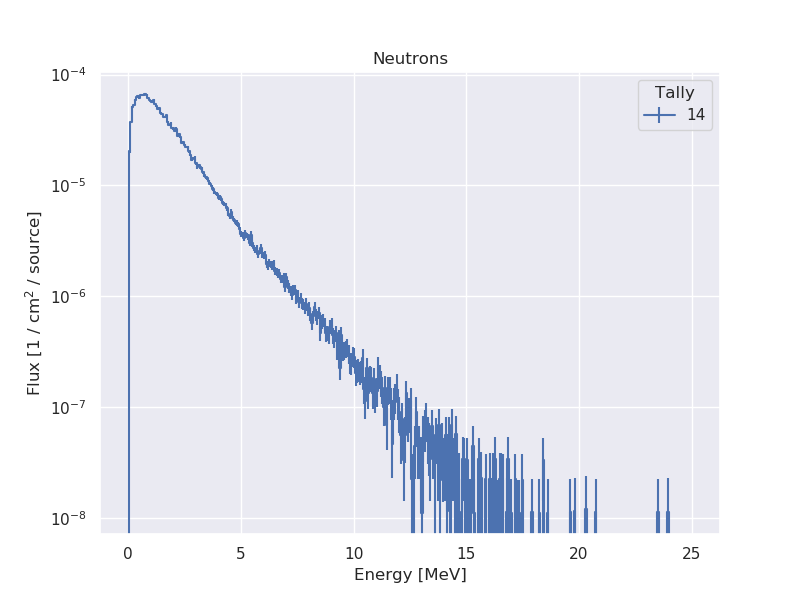 Neutrons
Tally
14
10⁻⁴
10⁻⁵
10⁻⁶
10⁻⁷
10⁻⁸
Flux [1 / cm² / source]
0 5 10 15 20 25
Energy [MeV]